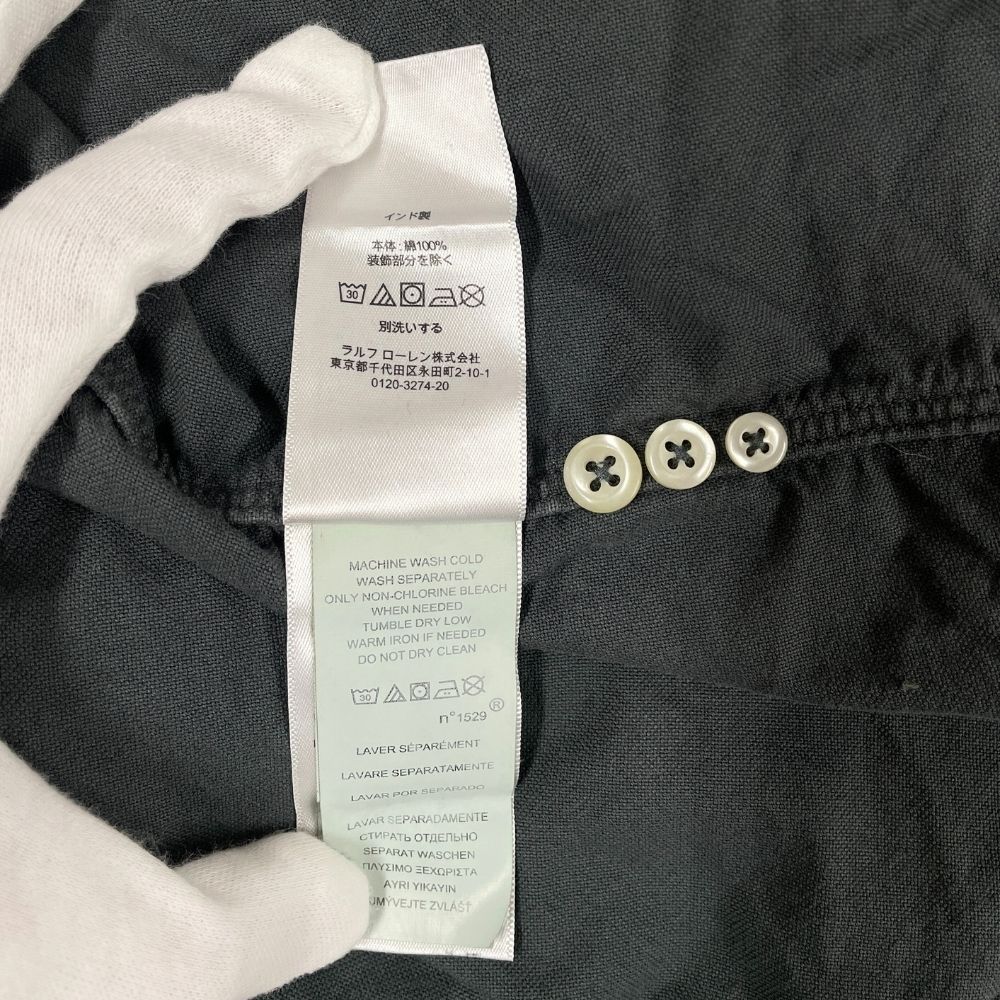 インド製
本体:綿100%
装飾部分を除く
30
別洗いする
ラルフ ローレン株式会社
東京都千代田区永田町2-10-1
0120-3274-20
MACHINE WASH COLD
WASH SEPARATELY
ONLY NON-CHLORINE BLEACH
WHEN NEEDED
TUMBLE DRY LOW
WARM IRON IF NEEDED
DO NOT DRY CLEAN
30
n°1529 ®
LAVER SÉPARÉMENT
LAVARE SEPARATAMENTE
LAVAR POR SEPARADO
LAVAR SEPARADAMENTE
СТИРАТЬ ОТДЕЛЬНО
SEPARAT WASCHEN
ΠΛΥΣΙΜΟ ΞΕΧΩΡΙΣΤΑ
AYRI YIKAYIN
ZVLÁŠŤ